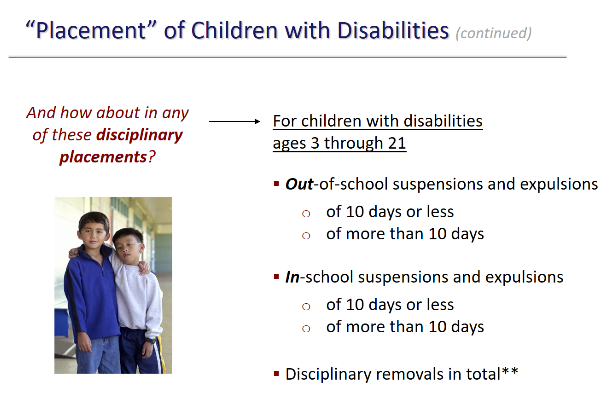 “Placement” of Children with Disabilities (continued)
And how about in any
of these disciplinary
placements?
For children with disabilities
ages 3 through 21
▪ Out-of-school suspensions and expulsions
o of 10 days or less
o of more than 10 days
▪ In-school suspensions and expulsions
o of 10 days or less
o of more than 10 days
▪ Disciplinary removals in total**